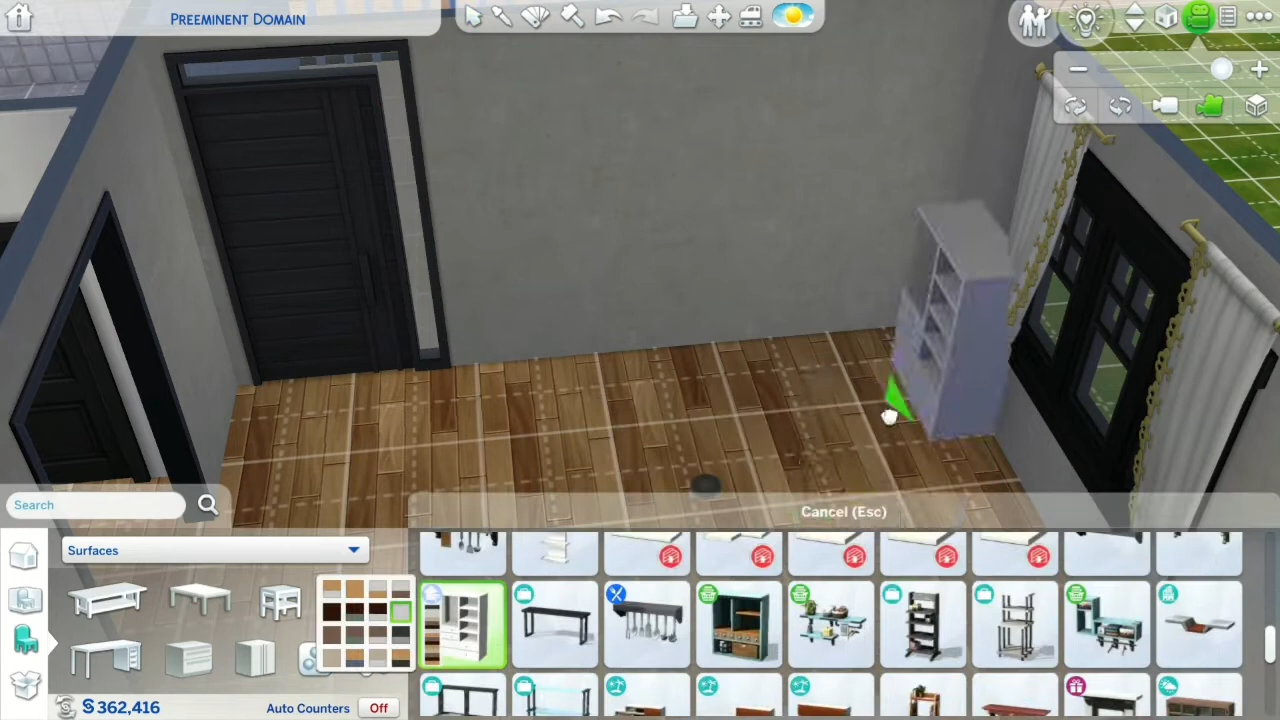 Preeminent Domain
Cancel (Esc)
Search
Surfaces
362,416
Auto Counters
Off